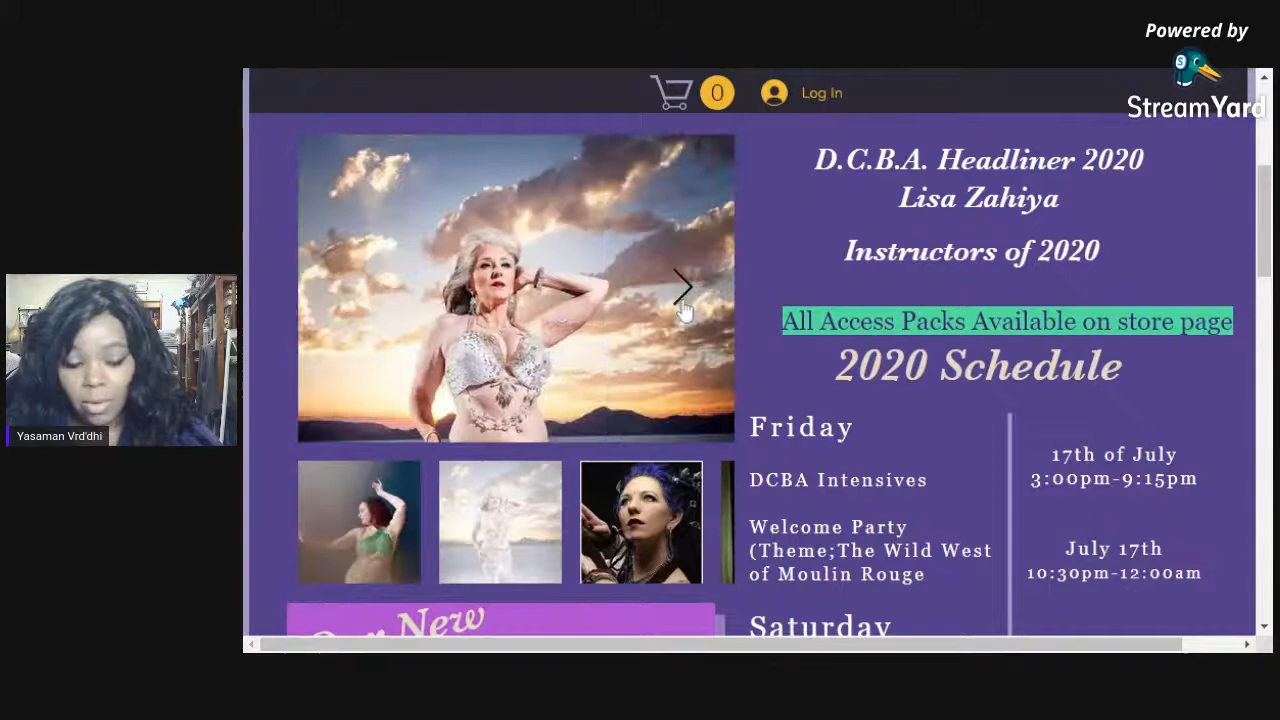 Powered by
StreamYard
0
Log In
D.C.B.A. Headliner 2020
Lisa Zahiya
Instructors of 2020
All Access Packs Available on store page
2020 Schedule
Friday
DCBA Intensives
17th of July
3:00pm-9:15pm
Welcome Party
(Theme;The Wild West
of Moulin Rouge
July 17th
10:30pm-12:00am
Saturday
Our New
Yasaman Vrd'dhi